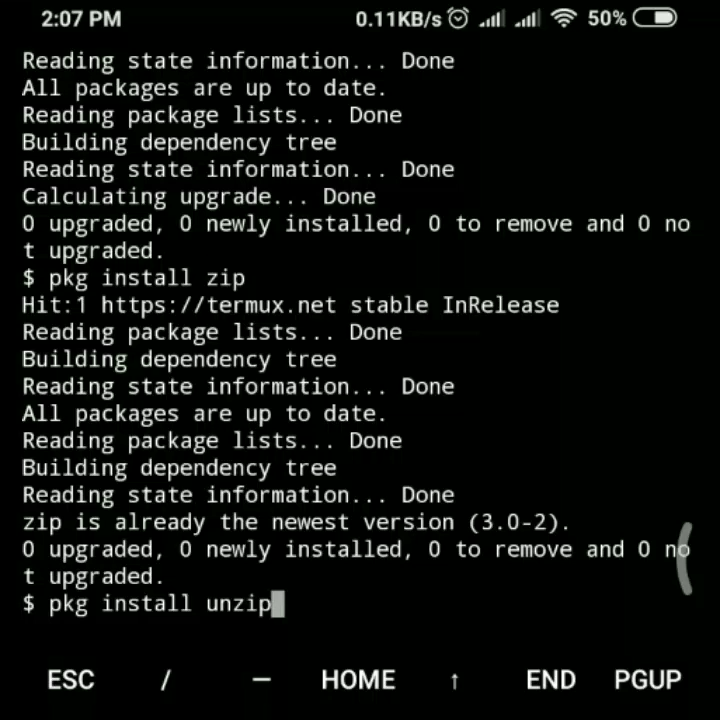 2:07 PM 0.11KB/s 50%
Reading state information... Done
All packages are up to date.
Reading package lists... Done
Building dependency tree
Reading state information... Done
Calculating upgrade... Done
0 upgraded, 0 newly installed, 0 to remove and 0 no
t upgraded.
$ pkg install zip
Hit:1 https://termux.net stable InRelease
Reading package lists... Done
Building dependency tree
Reading state information... Done
All packages are up to date.
Reading package lists... Done
Building dependency tree
Reading state information... Done
zip is already the newest version (3.0-2).
0 upgraded, 0 newly installed, 0 to remove and 0 no
t upgraded.
$ pkg install unzip
ESC / — HOME ↑ END PGUP